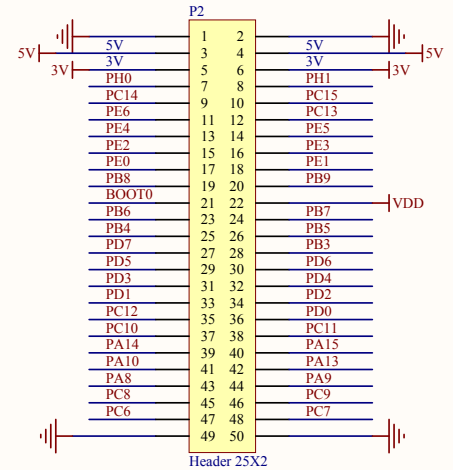 P2
1 2
5V 5V 3 4 5V 5V
3V 3V 5 6 3V 3V
PH0 7 8 PH1
PC14 9 10 PC15
PE6 11 12 PC13
PE4 13 14 PE5
PE2 15 16 PE3
PE0 17 18 PE1
PB8 19 20 PB9
BOOT0 21 22 VDD
PB6 23 24 PB7
PB4 25 26 PB5
PD7 27 28 PB3
PD5 29 30 PD6
PD3 31 32 PD4
PD1 33 34 PD2
PC12 35 36 PD0
PC10 37 38 PC11
PA14 39 40 PA15
PA10 41 42 PA13
PA8 43 44 PA9
PC8 45 46 PC9
PC6 47 48 PC7
49 50
Header 25X2